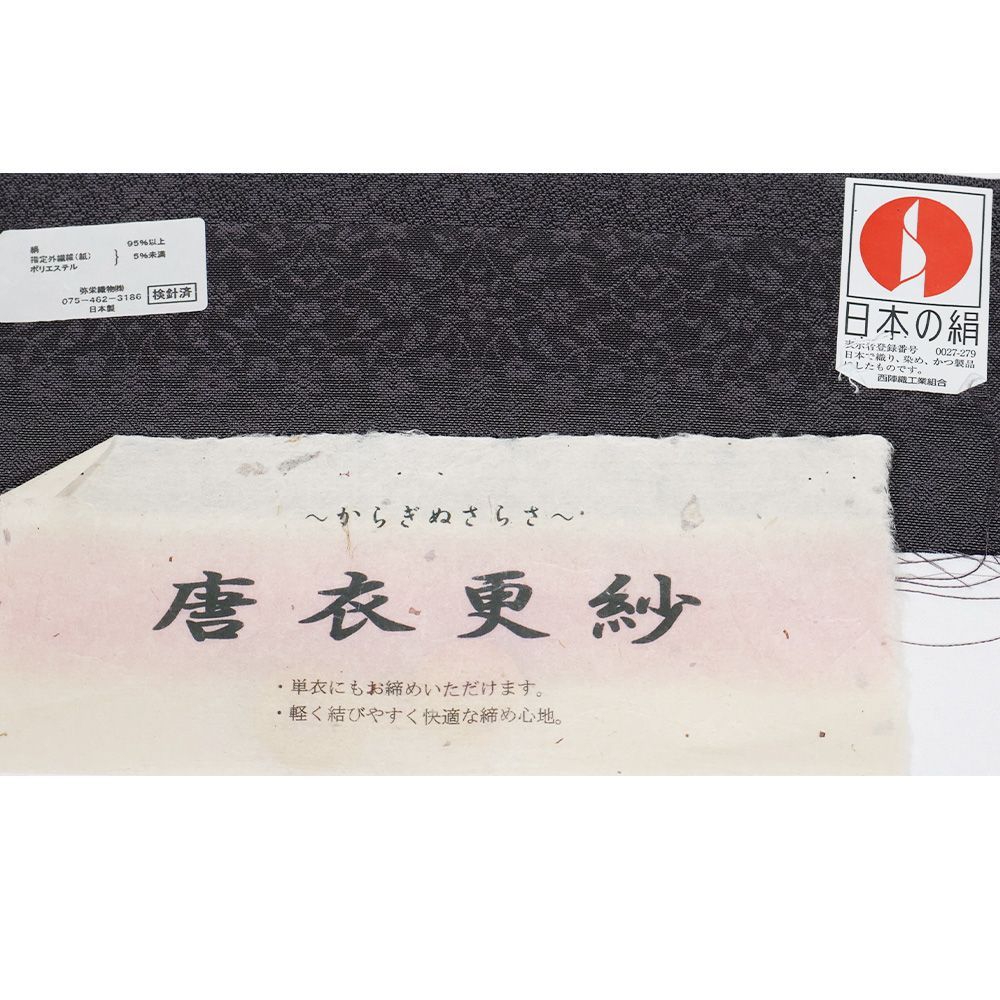 絹 95%以上
指定外繊維(紙)
ポリエステル } 5%未満
弥栄織物㈱
075-462-3186 検針済
日本製
日本の絹
表示者登録番号 0027-279
日本で織り、染め、かつ製品
にしたものです。
西陣織工業組合
～からぎぬさらさ～
唐衣更紗
・単衣にもお締めいただけます。
・軽く結びやすく快適な締め心地。